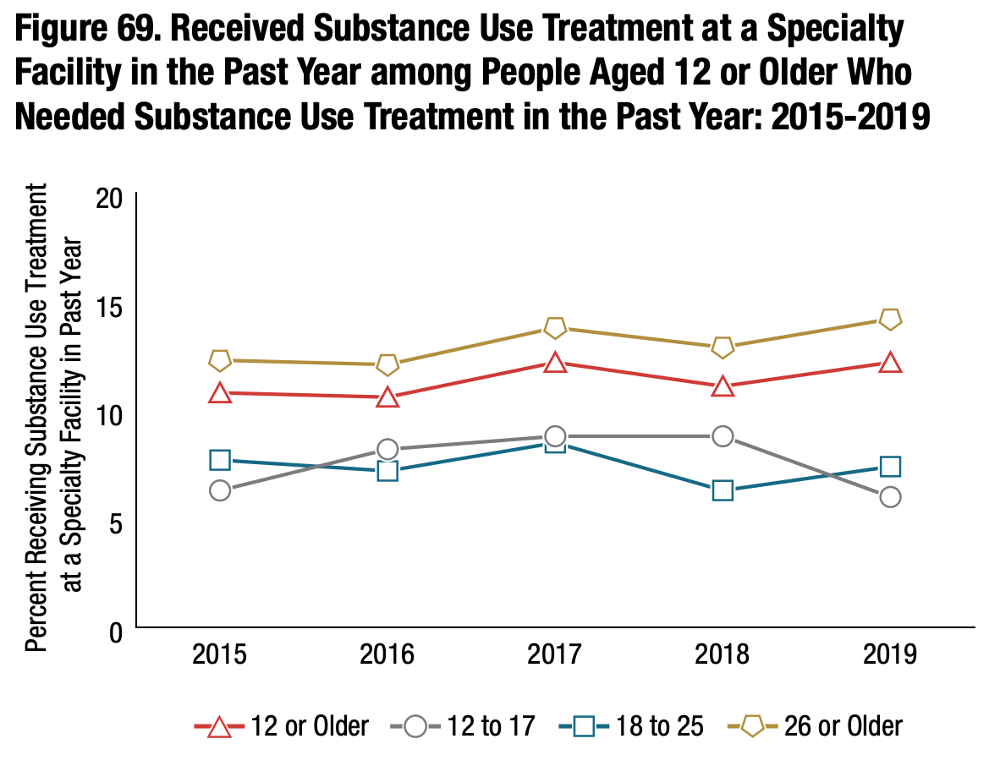 Figure 69. Received Substance Use Treatment at a Specialty
Facility in the Past Year among People Aged 12 or Older Who
Needed Substance Use Treatment in the Past Year: 2015-2019
Percent Receiving Substance Use Treatment
at a Specialty Facility in Past Year
20
15
10
5
0
2015 2016 2017 2018 2019
12 or Older 12 to 17 18 to 25 26 or Older